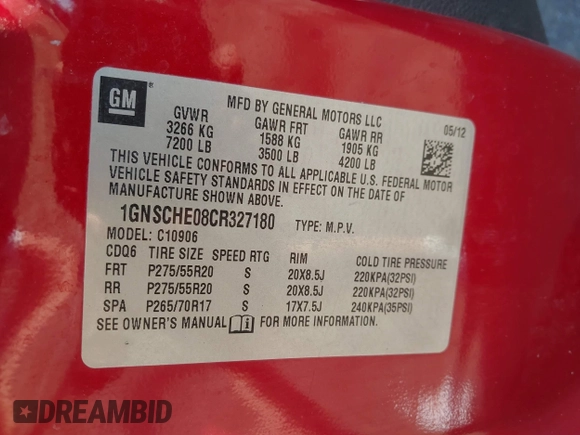 GM ®
MFD BY GENERAL MOTORS LLC
05/12
GVWR GAWR FRT GAWR RR
3266 KG 1588 KG 1905 KG
7200 LB 3500 LB 4200 LB
THIS VEHICLE CONFORMS TO ALL APPLICABLE U.S. FEDERAL MOTOR
VEHICLE SAFETY STANDARDS IN EFFECT ON THE DATE OF
MANUFACTURE SHOWN ABOVE.
1GNSCHE08CR327180 TYPE: M.P.V.
MODEL: C10906
CDQ6 TIRE SIZE SPEED RTG RIM COLD TIRE PRESSURE
FRT P275/55R20 S 20X8.5J 220KPA(32PSI)
RR P275/55R20 S 20X8.5J 220KPA(32PSI)
SPA P265/70R17 S 17X7.5J 240KPA(35PSI)
SEE OWNER'S MANUAL i FOR MORE INFORMATION.
DREAMBID